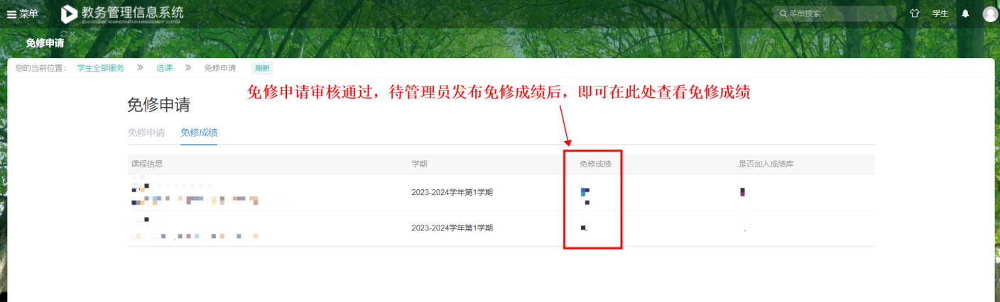 菜单
教务管理信息系统
EDUCATIONAL ADMINISTRATION MANAGEMENT SYSTEM
菜单搜索
学生
免修申请
您的当前位置： 学生全部服务 》 选课 》 免修申请 刷新
免修申请审核通过，待管理员发布免修成绩后，即可在此处查看免修成绩
免修申请
免修申请 免修成绩
课程信息 学期 免修成绩 是否加入成绩库
2023-2024学年第1学期
2023-2024学年第1学期